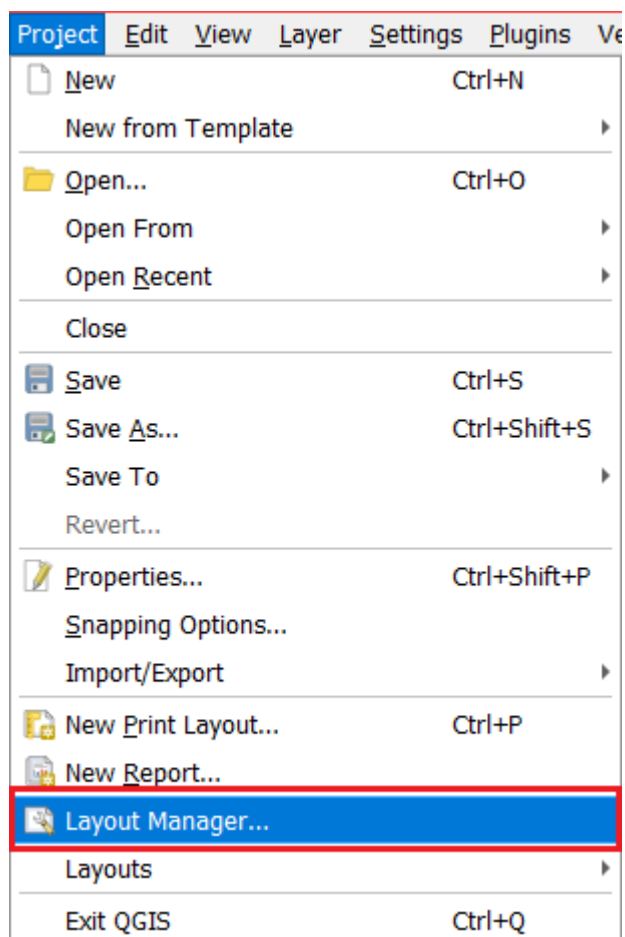 Project Edit View Layer Settings Plugins Ve
New Ctrl+N
New from Template
Open... Ctrl+O
Open From
Open Recent
Close
Save Ctrl+S
Save As... Ctrl+Shift+S
Save To
Revert...
Properties... Ctrl+Shift+P
Snapping Options...
Import/Export
New Print Layout... Ctrl+P
New Report...
Layout Manager...
Layouts
Exit QGIS Ctrl+Q